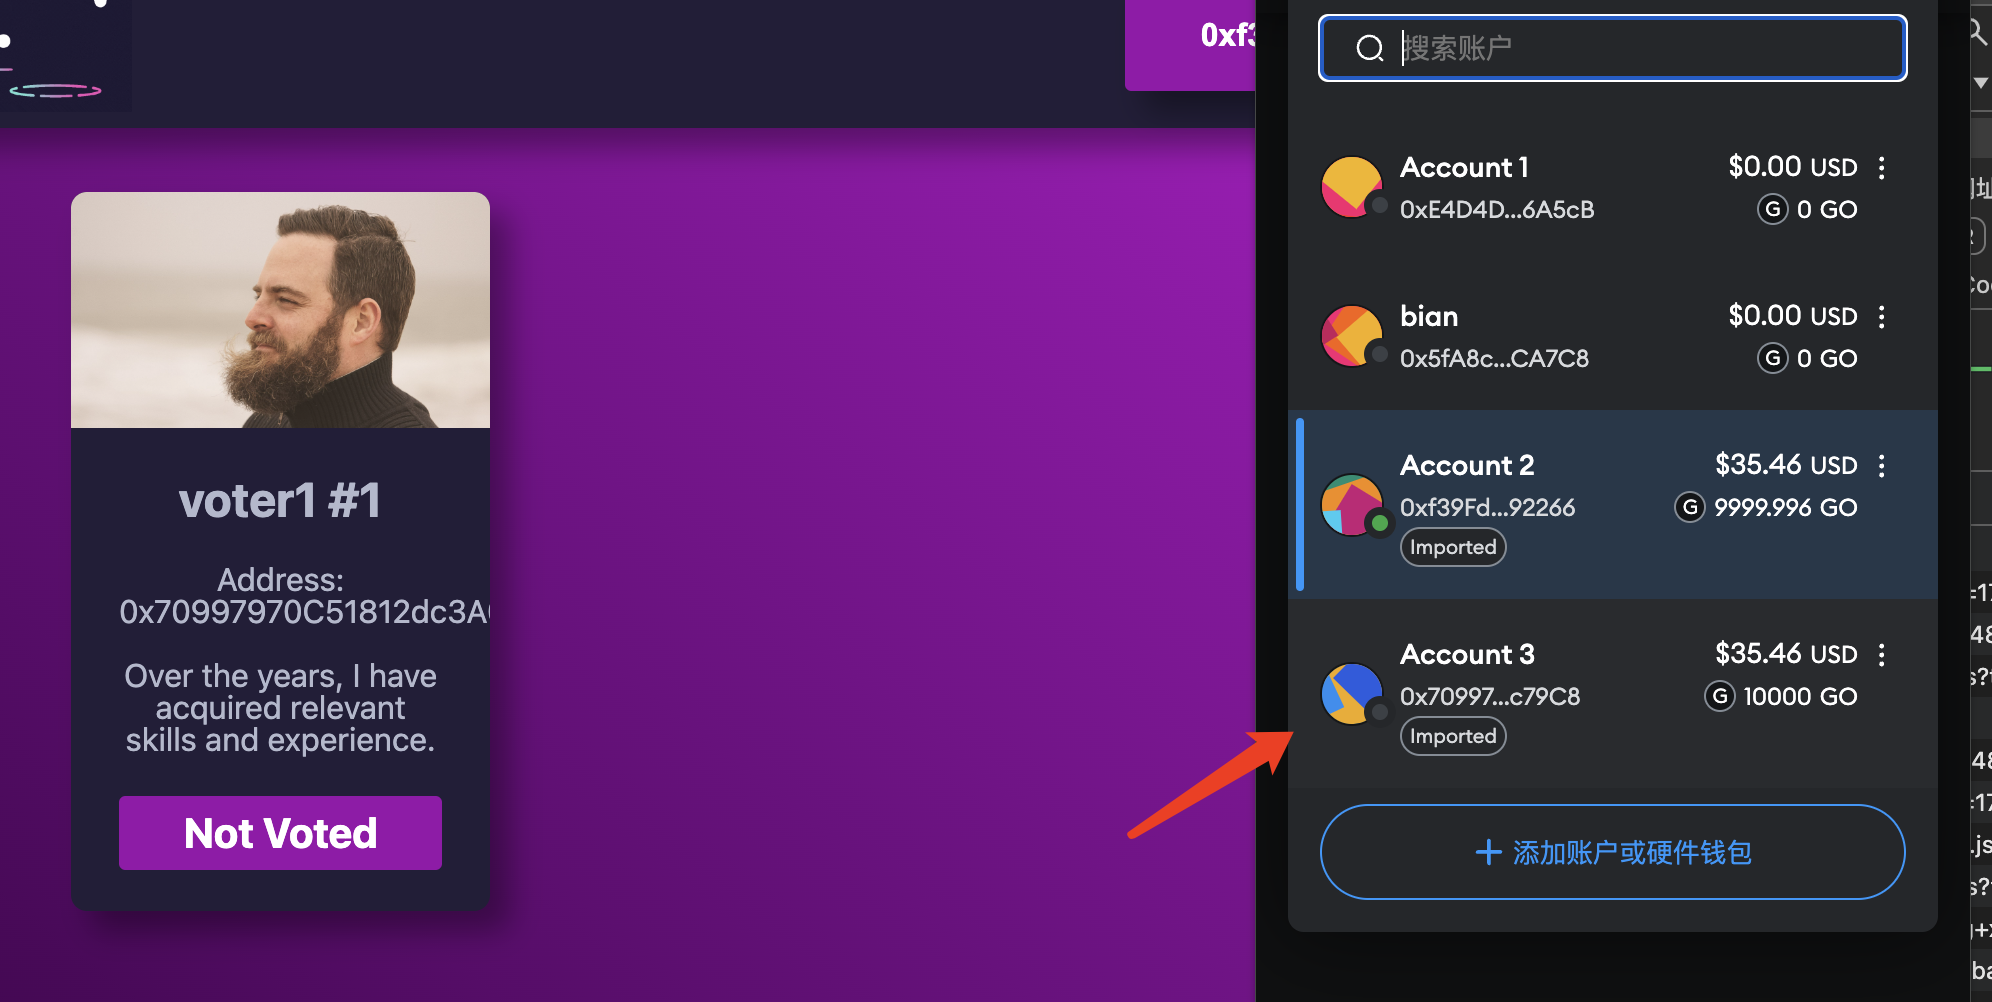 0xf3
voter1 #1
Address:
0x70997970C51812dc3A
Over the years, I have
acquired relevant
skills and experience.
Not Voted
搜索账户
Account 1
$0.00 USD
0xE4D4D...6A5cB
G 0 GO
bian
$0.00 USD
0x5fA8c...CA7C8
G 0 GO
Account 2
$35.46 USD
0xf39Fd...92266
G 9999.996 GO
Imported
Account 3
$35.46 USD
0x70997...c79C8
G 10000 GO
Imported
+ 添加账户或硬件钱包